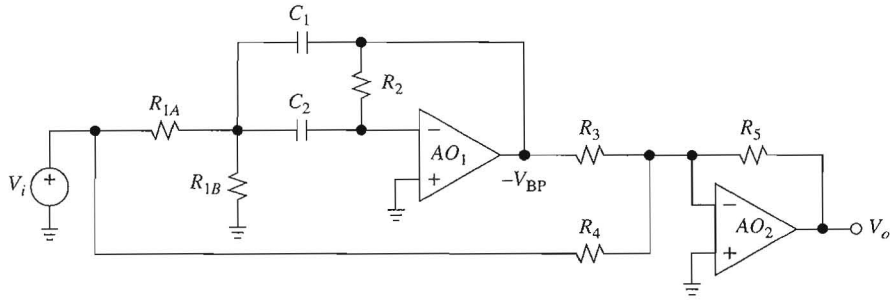 C1
C2
R2
R1A
R3
R5
Vi
+
R1B
−
AO1
+
−VBP
R4
−
AO2
+
Vo